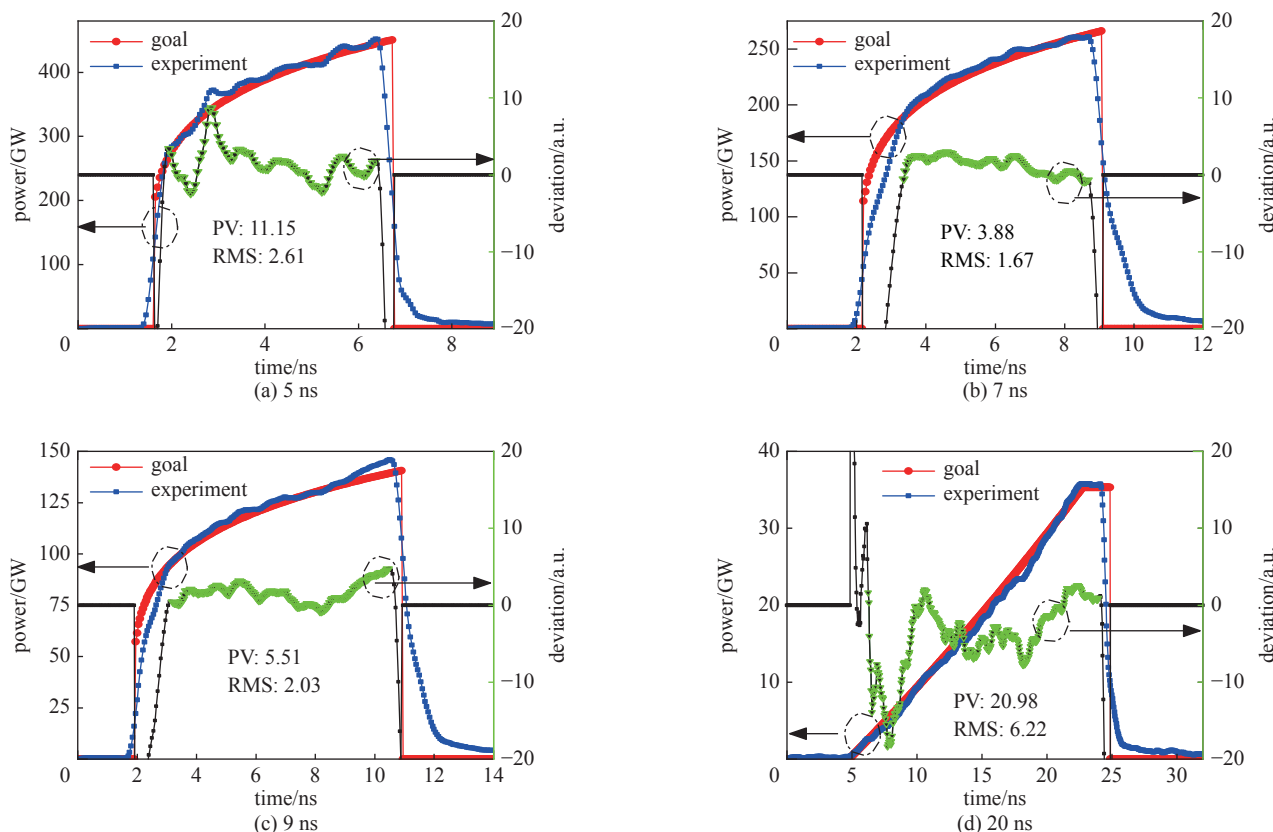 goal
experiment
power/GW
400
300
200
100
0
2
4
6
8
time/ns
20
10
0
−10
−20
deviation/a.u.
PV: 11.15
RMS: 2.61
(a) 5 ns
goal
experiment
power/GW
250
200
150
100
50
0
2
4
6
8
10
12
time/ns
20
10
0
−10
−20
deviation/a.u.
PV: 3.88
RMS: 1.67
(b) 7 ns
goal
experiment
power/GW
150
125
100
75
50
25
0
2
4
6
8
10
12
14
time/ns
20
10
0
−10
−20
deviation/a.u.
PV: 5.51
RMS: 2.03
(c) 9 ns
goal
experiment
power/GW
40
30
20
10
0
5
10
15
20
25
30
time/ns
20
10
0
−10
−20
deviation/a.u.
PV: 20.98
RMS: 6.22
(d) 20 ns